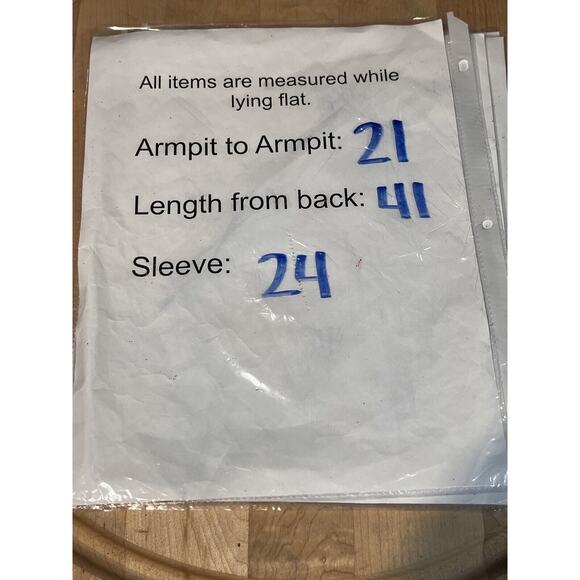 All items are measured while
lying flat.
Armpit to Armpit: 21
Length from back: 41
Sleeve: 24